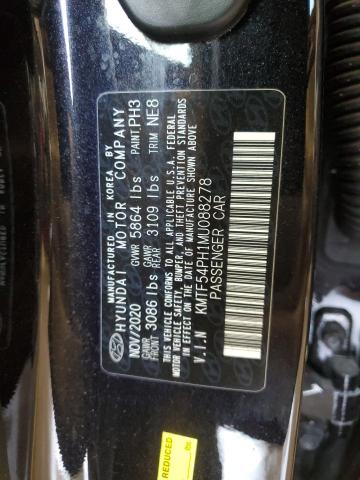 MANUFACTURED IN KOREA BY
HYUNDAI MOTOR COMPANY
NOV/2020 GVWR 5864 lbs PAINT PH3
GAWR FRONT 3086 lbs GAWR REAR 3109 lbs TRIM NE8
THIS VEHICLE CONFORMS TO ALL APPLICABLE U.S.A. FEDERAL
MOTOR VEHICLE SAFETY, BUMPER, AND THEFT PREVENTION STANDARDS
IN EFFECT ON THE DATE OF MANUFACTURE SHOWN ABOVE
V.I.N KMTF54PH1MU088278
PASSENGER CAR
REDUCED